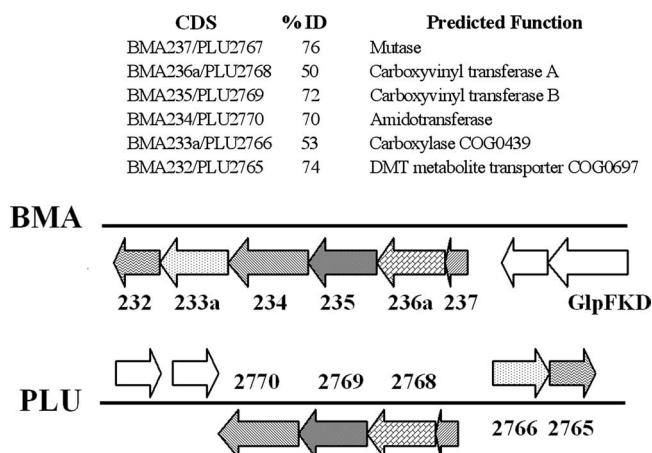 CDS % ID Predicted Function
BMA237/PLU2767 76 Mutase
BMA236a/PLU2768 50 Carboxyvinyl transferase A
BMA235/PLU2769 72 Carboxyvinyl transferase B
BMA234/PLU2770 70 Amidotransferase
BMA233a/PLU2766 53 Carboxylase COG0439
BMA232/PLU2765 74 DMT metabolite transporter COG0697
BMA
232 233a 234 235 236a 237 GlpFKD
2770 2769 2768
PLU
2766 2765